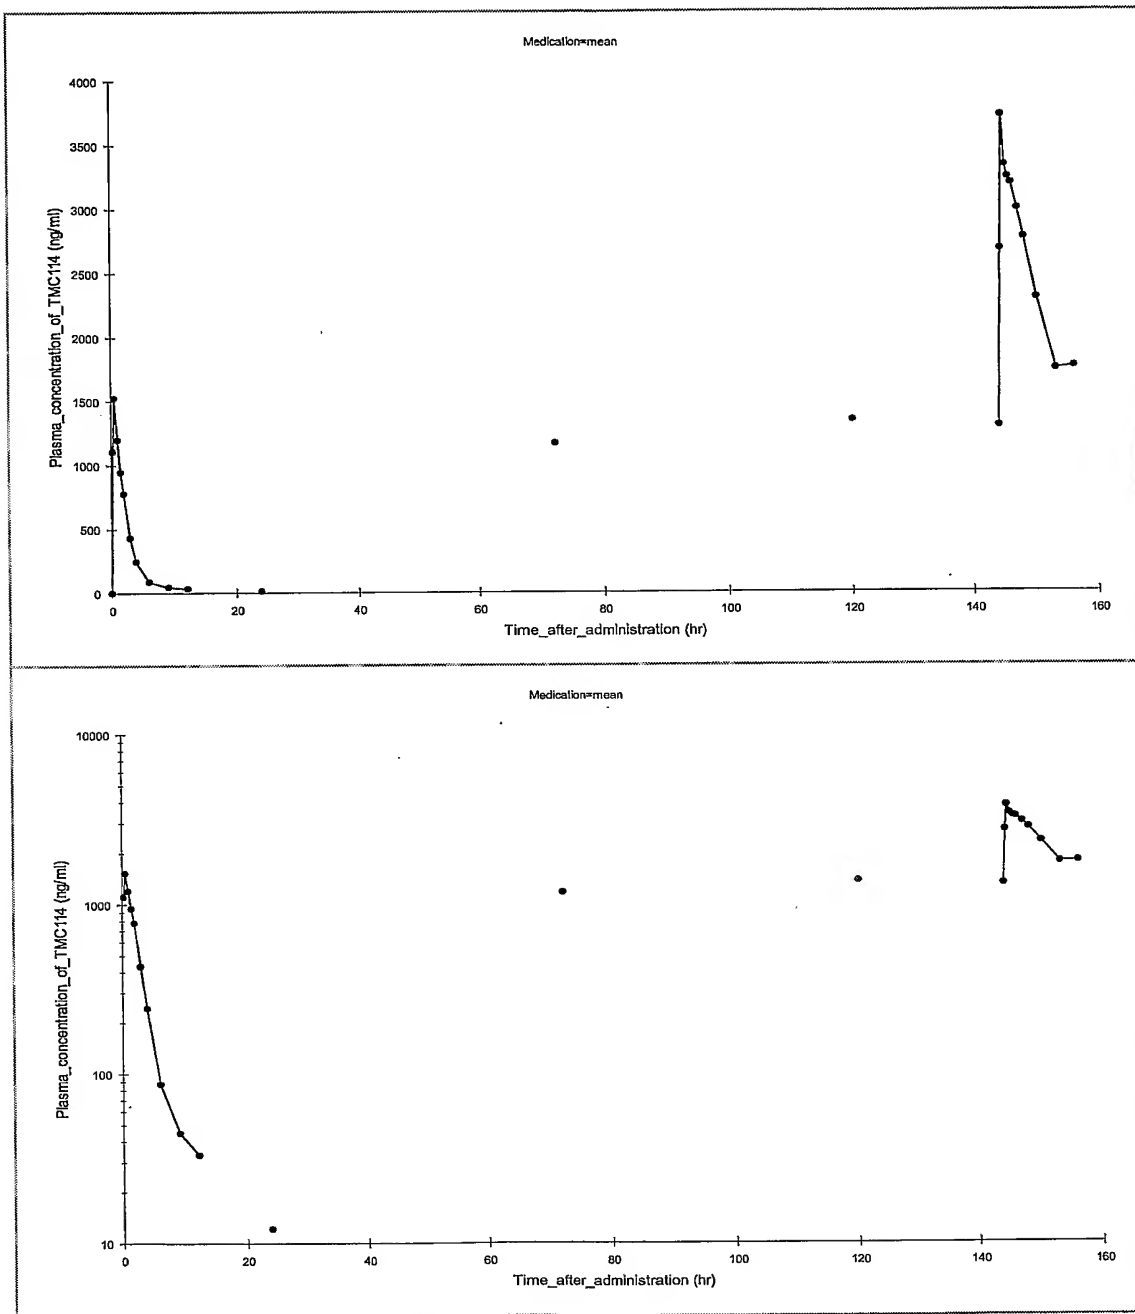 Medication=mean
4000
3500
3000
2500
2000
1500
1000
500
0
Plasma_concentration_of_TMC114 (ng/ml)
0 20 40 60 80 100 120 140 160
Time_after_administration (hr)
Medication=mean
10000
1000
100
10
Plasma_concentration_of_TMC114 (ng/ml)
0 20 40 60 80 100 120 140 160
Time_after_administration (hr)